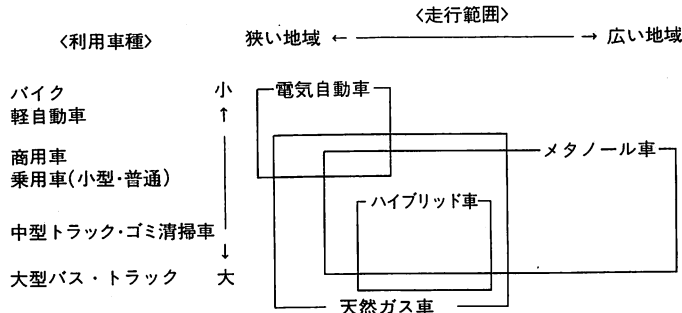 〈走行範囲〉
〈利用車種〉 狭い地域 ← → 広い地域
バイク 小 電気自動車
軽自動車 ↑
商用車 メタノール車
乗用車(小型・普通)
ハイブリッド車
中型トラック・ゴミ清掃車
↓
大型バス・トラック 大
天然ガス車